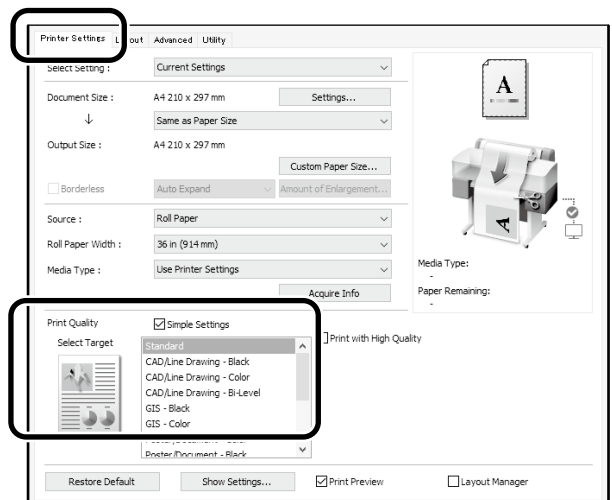 Printer Settings L out Advanced Utility
Select Setting : Current Settings
Document Size : A4 210 x 297 mm Settings...
Same as Paper Size
Output Size : A4 210 x 297 mm
Custom Paper Size...
Borderless Auto Expand Amount of Enlargement...
Source : Roll Paper
Roll Paper Width : 36 in (914 mm)
Media Type : Use Printer Settings
Acquire Info
A
A
Media Type:
-
Paper Remaining:
-
Print Quality Simple Settings
Select Target Standard
Print with High Quality
CAD/Line Drawing - Black
CAD/Line Drawing - Color
CAD/Line Drawing - Bi-Level
GIS - Black
GIS - Color
Poster/Document - Black
Restore Default Show Settings... Print Preview Layout Manager